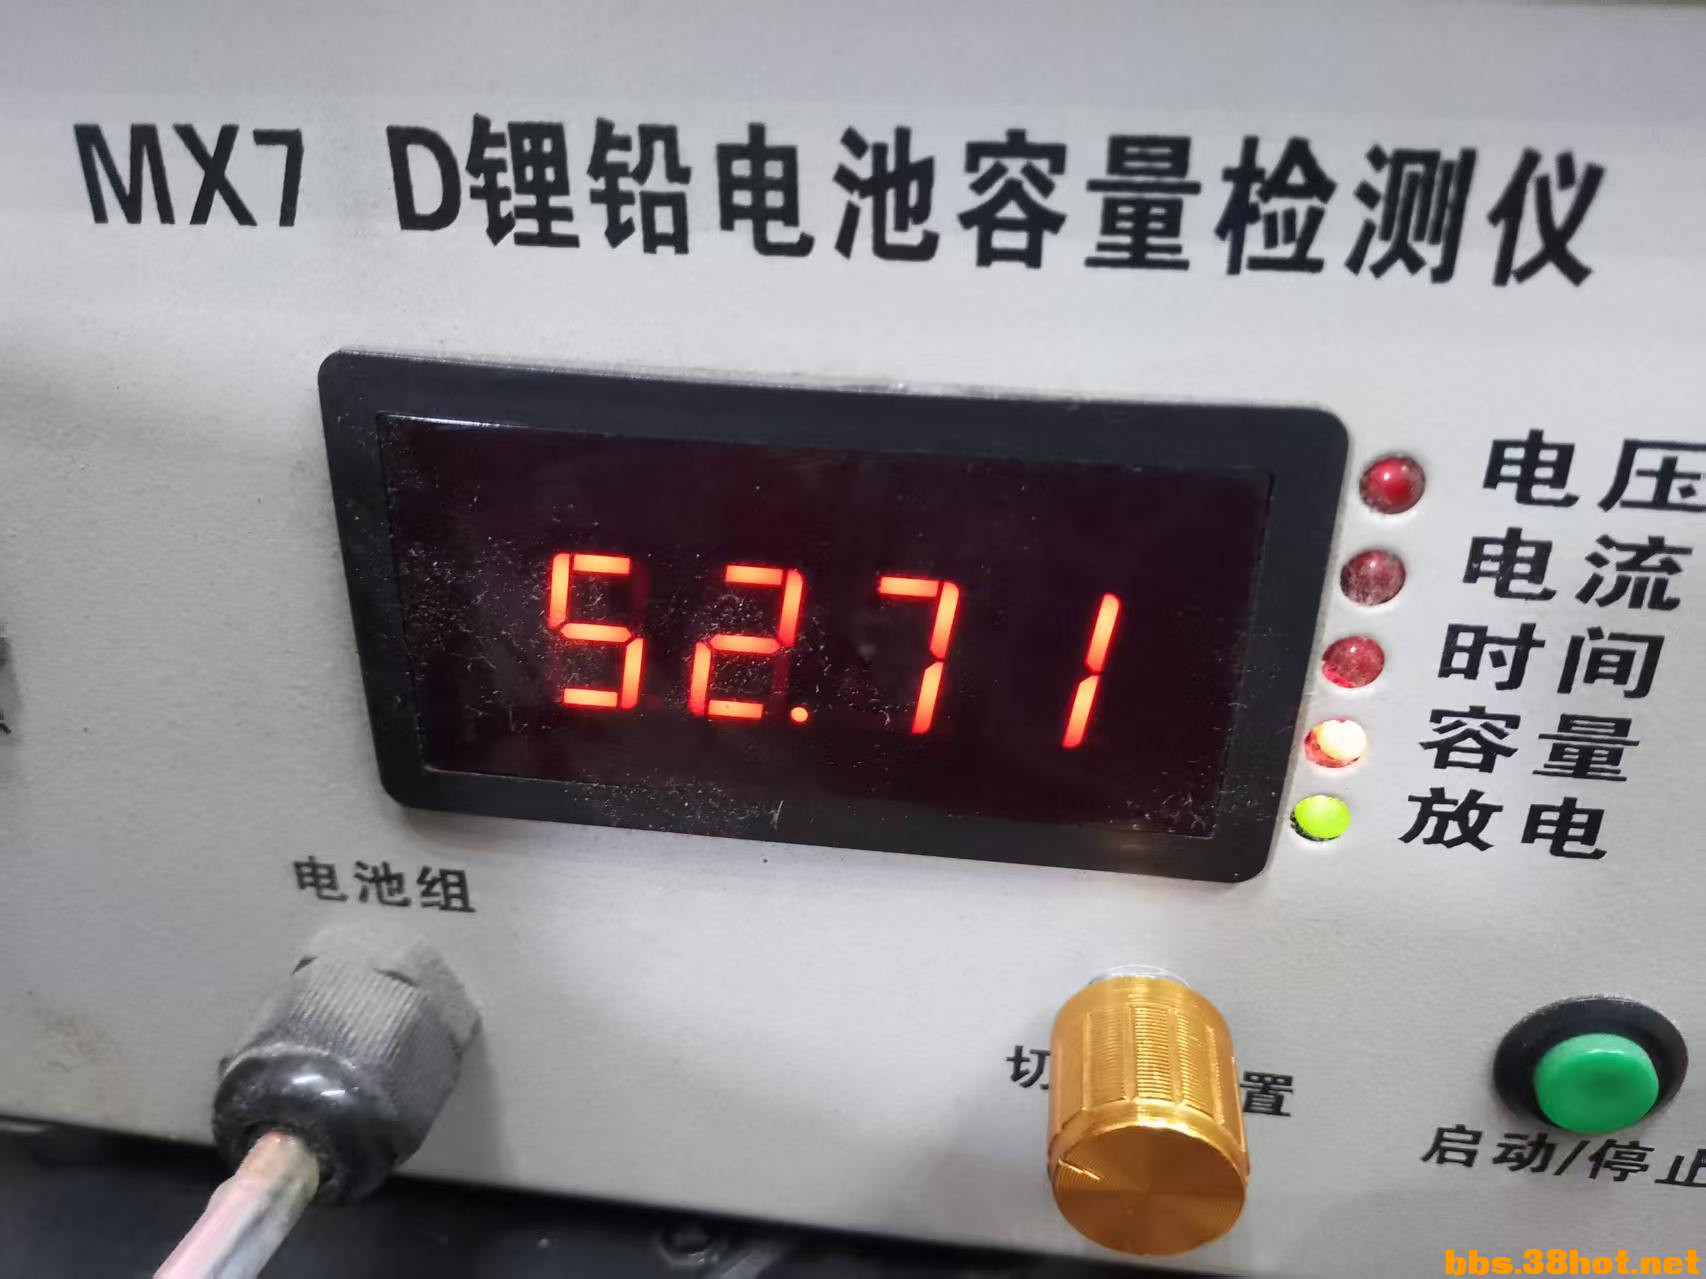 MX7 D锂铅电池容量检测仪
52.71
电压
电流
时间
容量
放电
电池组
切 置
启动/停止
bbs.38hot.net